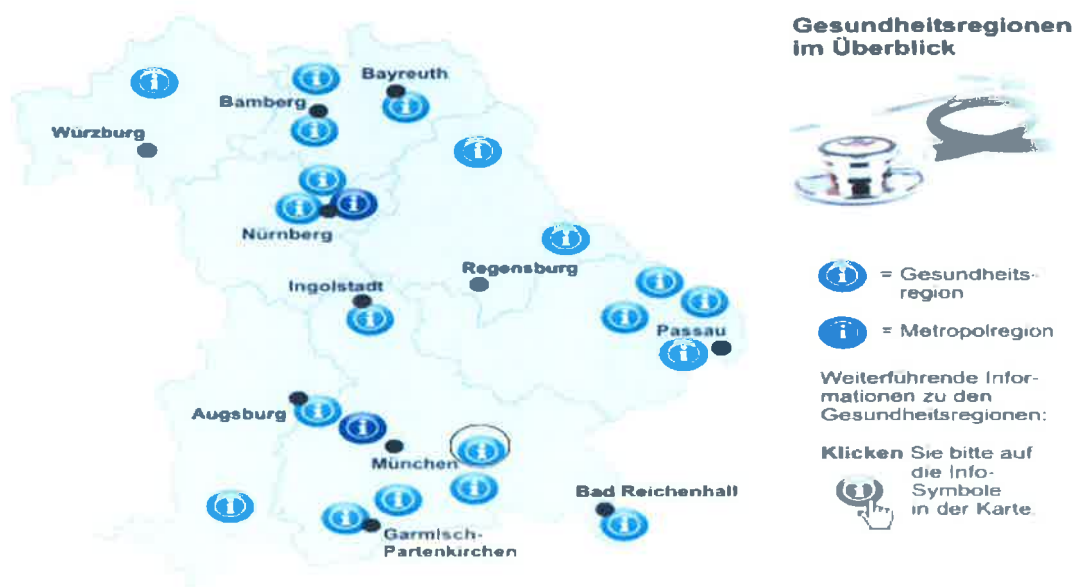 Gesundheitsregionen
im Überblick
Bayreuth
Bamberg
Würzburg
Nürnberg
Regensburg
Ingolstadt
Passau
Augsburg
München
Bad Reichenhall
Garmisch-
Partenkirchen
= Gesundheits-
region
= Metropolregion
Weiterführende Infor-
mationen zu den
Gesundheitsregionen:
Klicken Sie bitte auf
die Info-
Symbole
in der Karte.